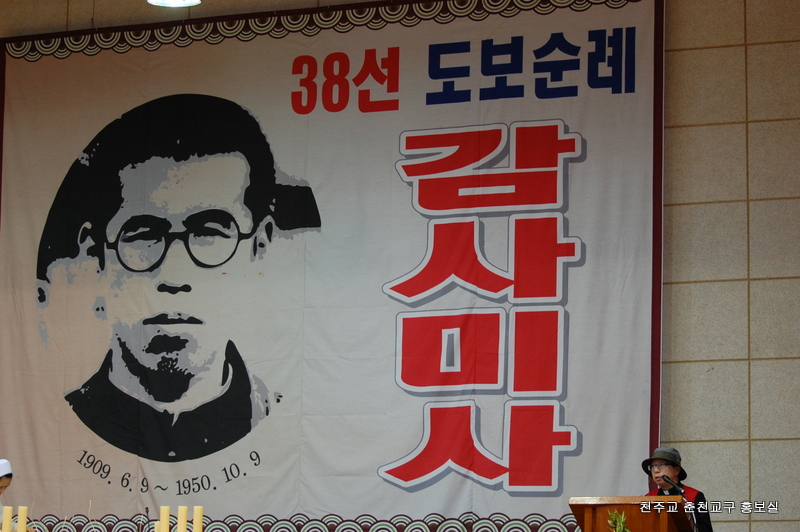 38선 도보순례
감사미사
1909. 6. 9 ~ 1950. 10. 9
천주교 춘천교구 홍보실